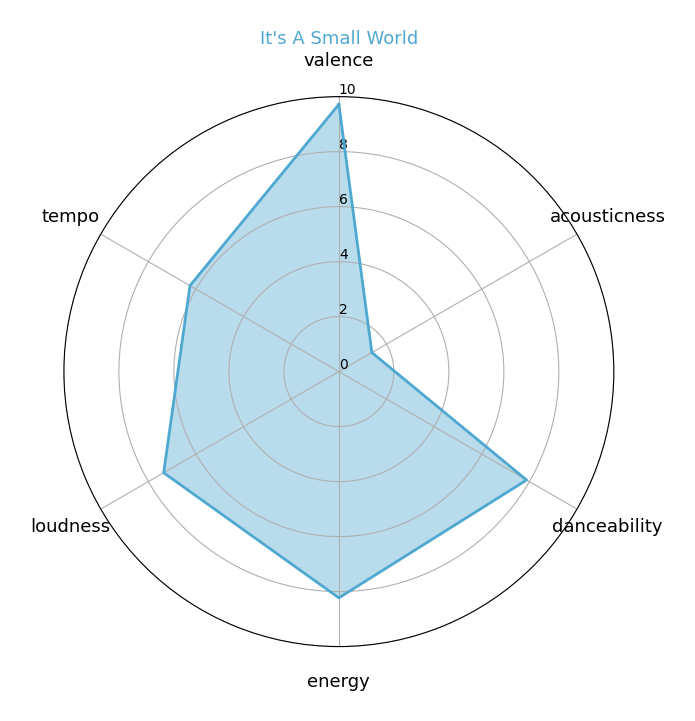 It's A Small World
valence
10
8
6
4
2
0
tempo
acousticness
loudness
danceability
energy